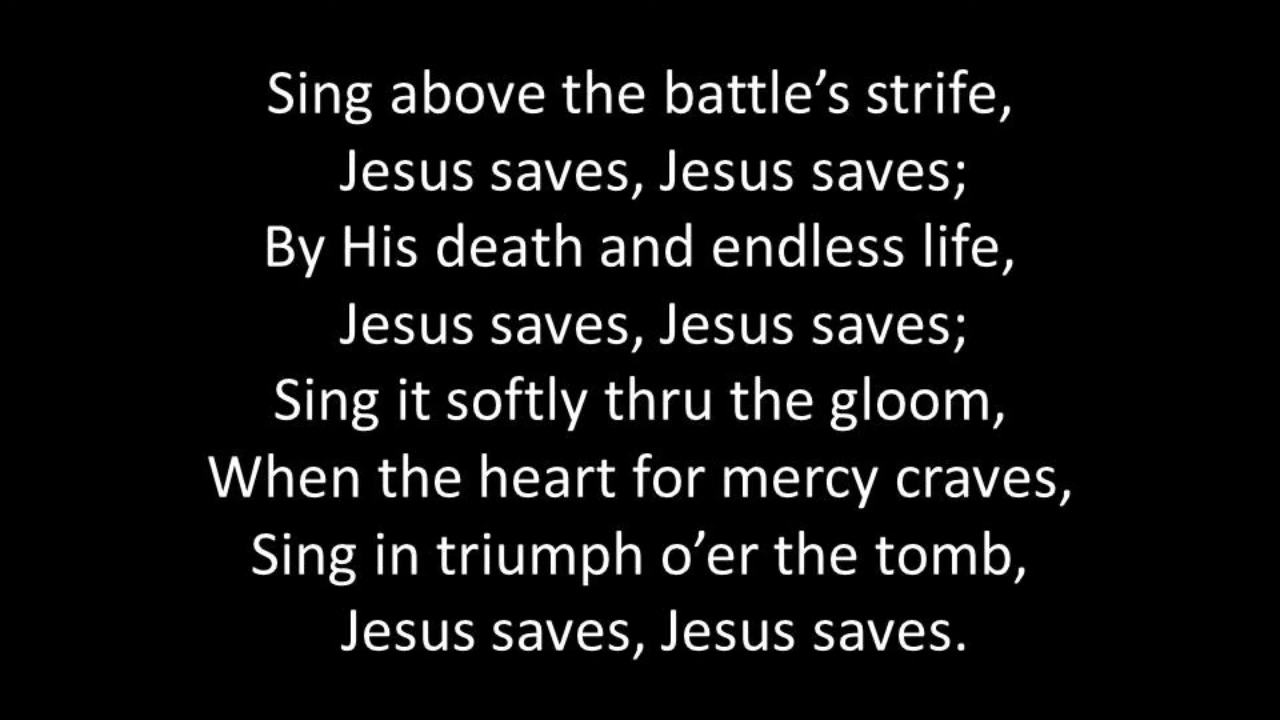 Sing above the battle’s strife,
Jesus saves, Jesus saves;
By His death and endless life,
Jesus saves, Jesus saves;
Sing it softly thru the gloom,
When the heart for mercy craves,
Sing in triumph o’er the tomb,
Jesus saves, Jesus saves.